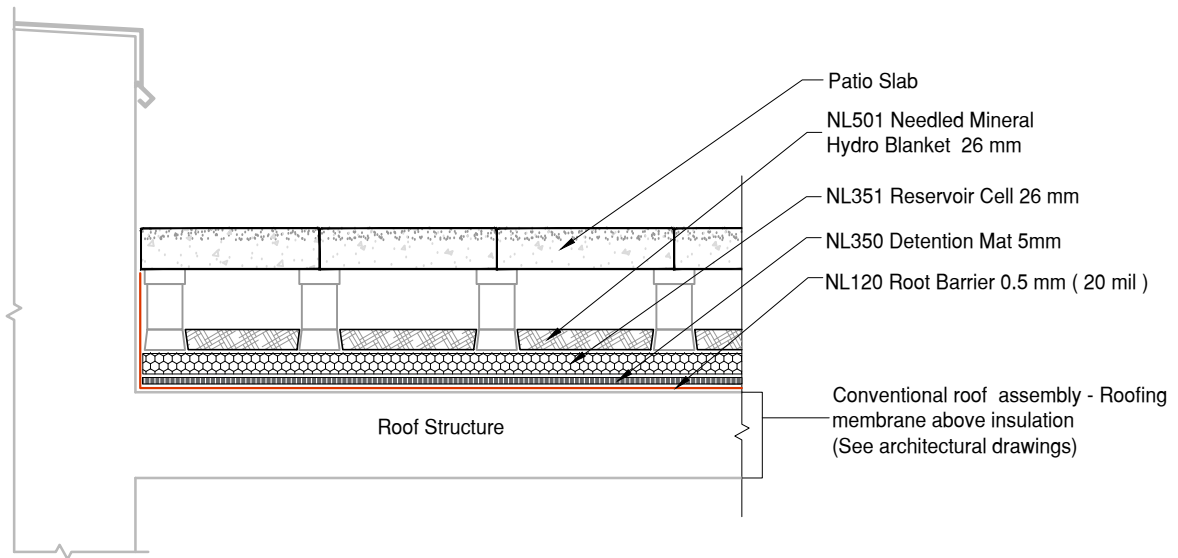 Patio Slab
NL501 Needled Mineral
Hydro Blanket 26 mm
NL351 Reservoir Cell 26 mm
NL350 Detention Mat 5mm
NL120 Root Barrier 0.5 mm ( 20 mil )
Conventional roof assembly - Roofing
membrane above insulation
(See architectural drawings)
Roof Structure